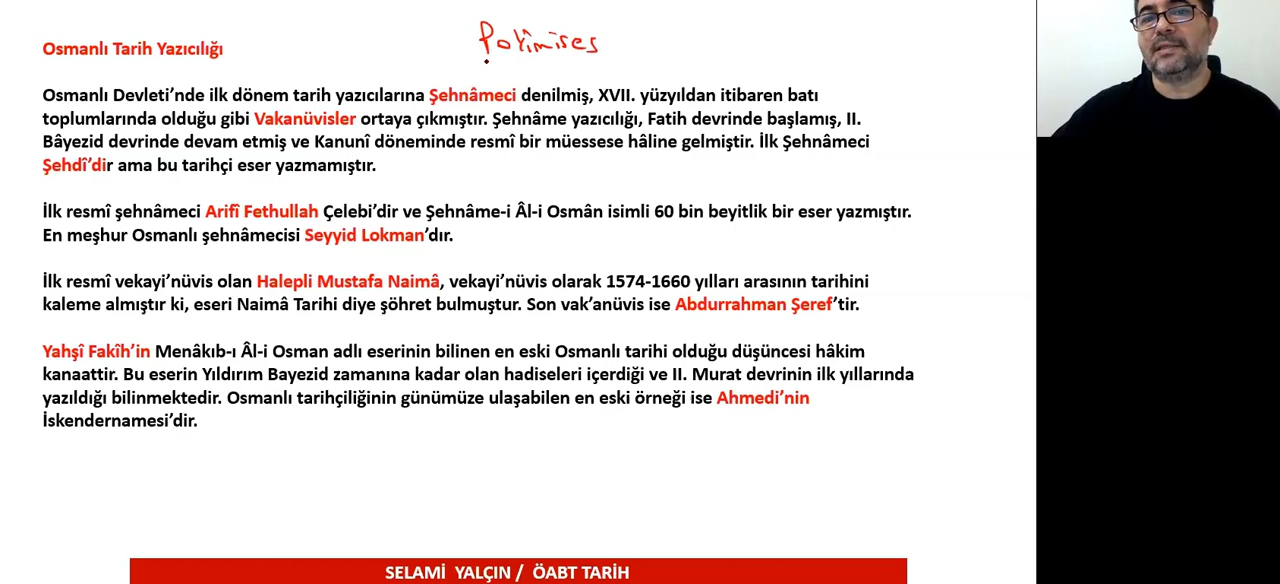 Polimises
Osmanlı Tarih Yazıcılığı
Osmanlı Devleti’nde ilk dönem tarih yazıcılarına Şehnâmeci denilmiş, XVII. yüzyıldan itibaren batı
toplumlarında olduğu gibi Vakanüvisler ortaya çıkmıştır. Şehnâme yazıcılığı, Fatih devrinde başlamış, II.
Bâyezid devrinde devam etmiş ve Kanunî döneminde resmî bir müessese hâline gelmiştir. İlk Şehnâmeci
Şehdî’dir ama bu tarihçi eser yazmamıştır.
İlk resmî şehnâmeci Arifî Fethullah Çelebi’dir ve Şehnâme-i Âl-i Osmân isimli 60 bin beyitlik bir eser yazmıştır.
En meşhur Osmanlı şehnâmecisi Seyyid Lokman’dır.
İlk resmî vekayi’nüvis olan Halepli Mustafa Naimâ, vekayi’nüvis olarak 1574-1660 yılları arasının tarihini
kaleme almıştır ki, eseri Naimâ Tarihi diye şöhret bulmuştur. Son vak’anüvis ise Abdurrahman Şeref’tir.
Yahşî Fakîh’in Menâkıb-ı Âl-i Osman adlı eserinin bilinen en eski Osmanlı tarihi olduğu düşüncesi hâkim
kanaattir. Bu eserin Yıldırım Bayezid zamanına kadar olan hadiseleri içerdiği ve II. Murat devrinin ilk yıllarında
yazıldığı bilinmektedir. Osmanlı tarihçiliğinin günümüze ulaşabilen en eski örneği ise Ahmedi’nin
İskendernamesi’dir.
SELAMİ YALÇIN / ÖABT TARİH